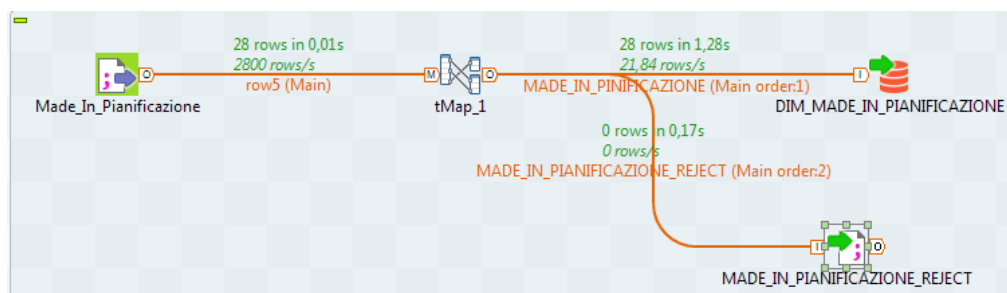 28 rows in 0,01s
2800 rows/s
row5 (Main)
Made_In_Pianificazione
M
O
tMap_1
28 rows in 1,28s
21,84 rows/s
MADE_IN_PINIFICAZIONE (Main order:1)
DIM_MADE_IN_PIANIFICAZIONE
0 rows in 0,17s
0 rows/s
MADE_IN_PIANIFICAZIONE_REJECT (Main order:2)
MADE_IN_PIANIFICAZIONE_REJECT